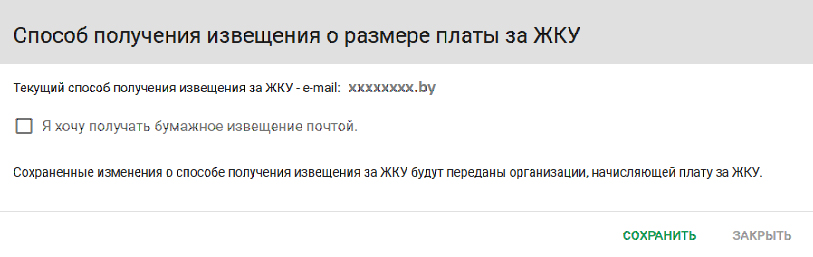 Способ получения извещения о размере платы за ЖКУ
Текущий способ получения извещения за ЖКУ - e-mail: xxxxxxxx.by
Я хочу получать бумажное извещение почтой.
Сохраненные изменения о способе получения извещения за ЖКУ будут переданы организации, начисляющей плату за ЖКУ.
СОХРАНИТЬ ЗАКРЫТЬ